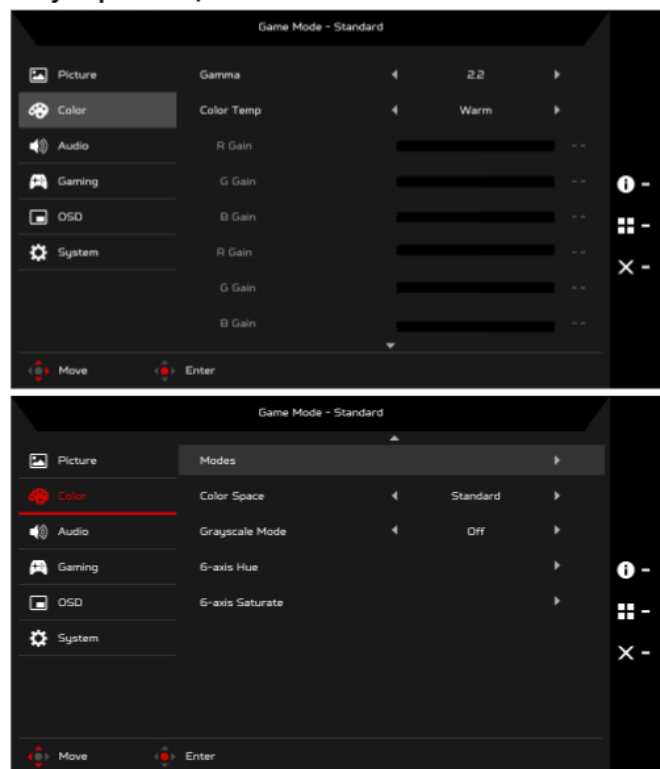 Game Mode - Standard
Picture
Gamma
2.2
Color
Color Temp
Warm
Audio
R Gain
- -
Gaming
G Gain
- -
OSD
B Gain
- -
System
R Gain
- -
G Gain
- -
B Gain
- -
Move
Enter
Game Mode - Standard
Picture
Modes
Color
Color Space
Standard
Audio
Grayscale Mode
Off
Gaming
6-axis Hue
OSD
6-axis Saturate
System
Move
Enter